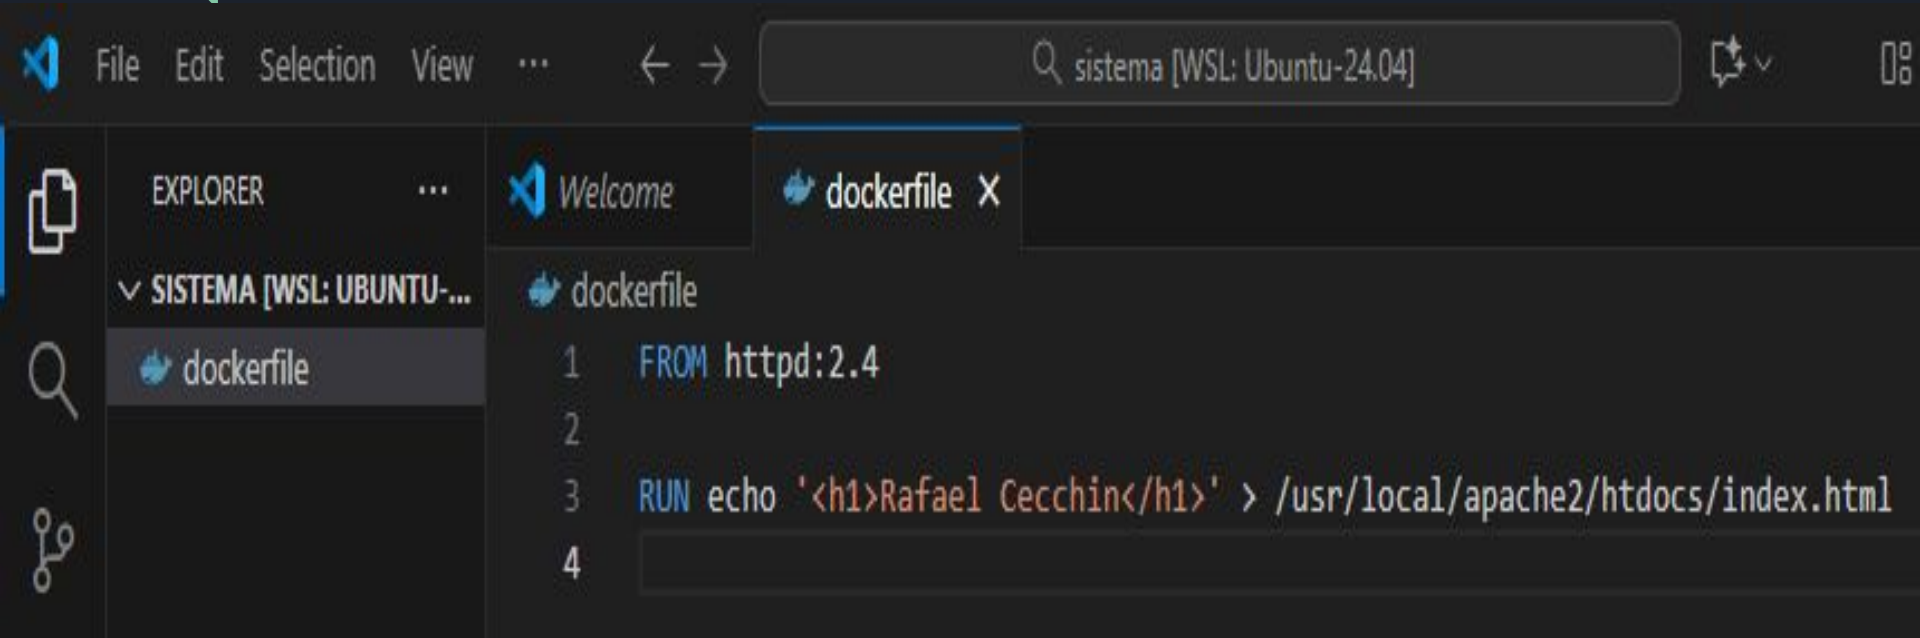 File Edit Selection View ··· sistema [WSL: Ubuntu-24.04]
EXPLORER ···
Welcome
dockerfile
SISTEMA [WSL: UBUNTU-...
dockerfile
dockerfile
1 FROM httpd:2.4
2
3 RUN echo '<h1>Rafael Cecchin</h1>' > /usr/local/apache2/htdocs/index.html
4